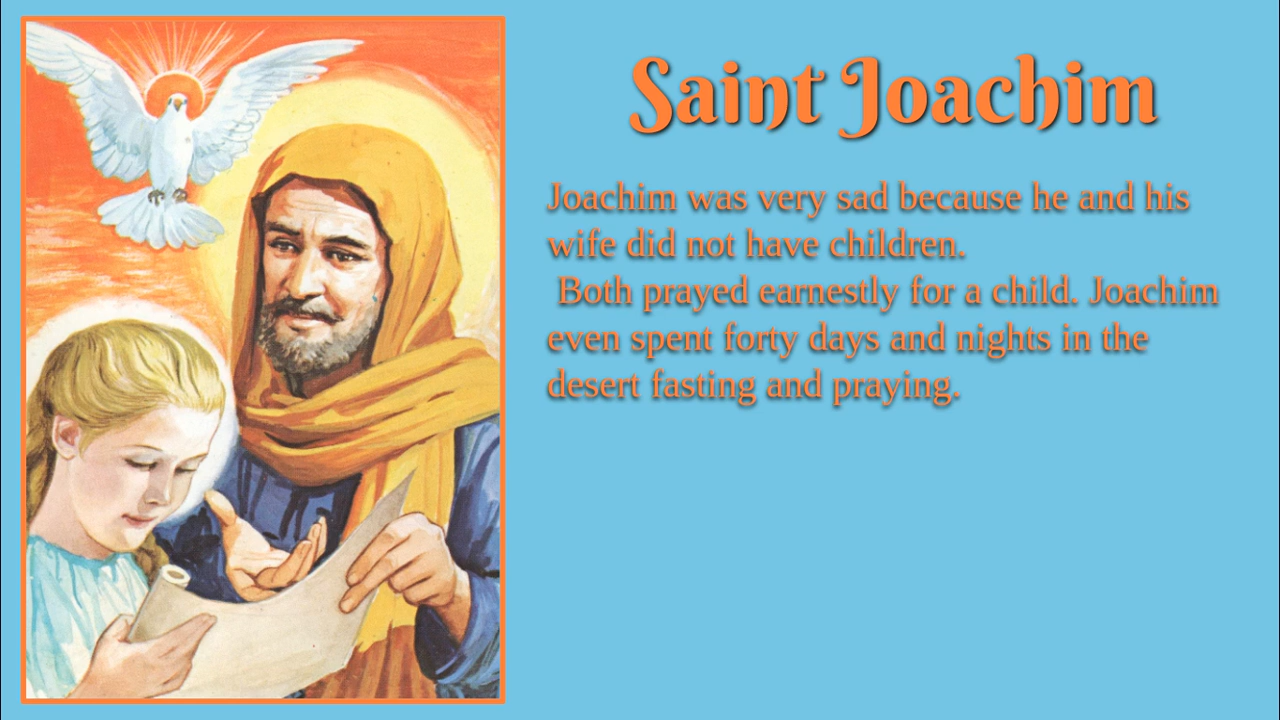 Saint Joachim
Joachim was very sad because he and his
wife did not have children.
Both prayed earnestly for a child. Joachim
even spent forty days and nights in the
desert fasting and praying.